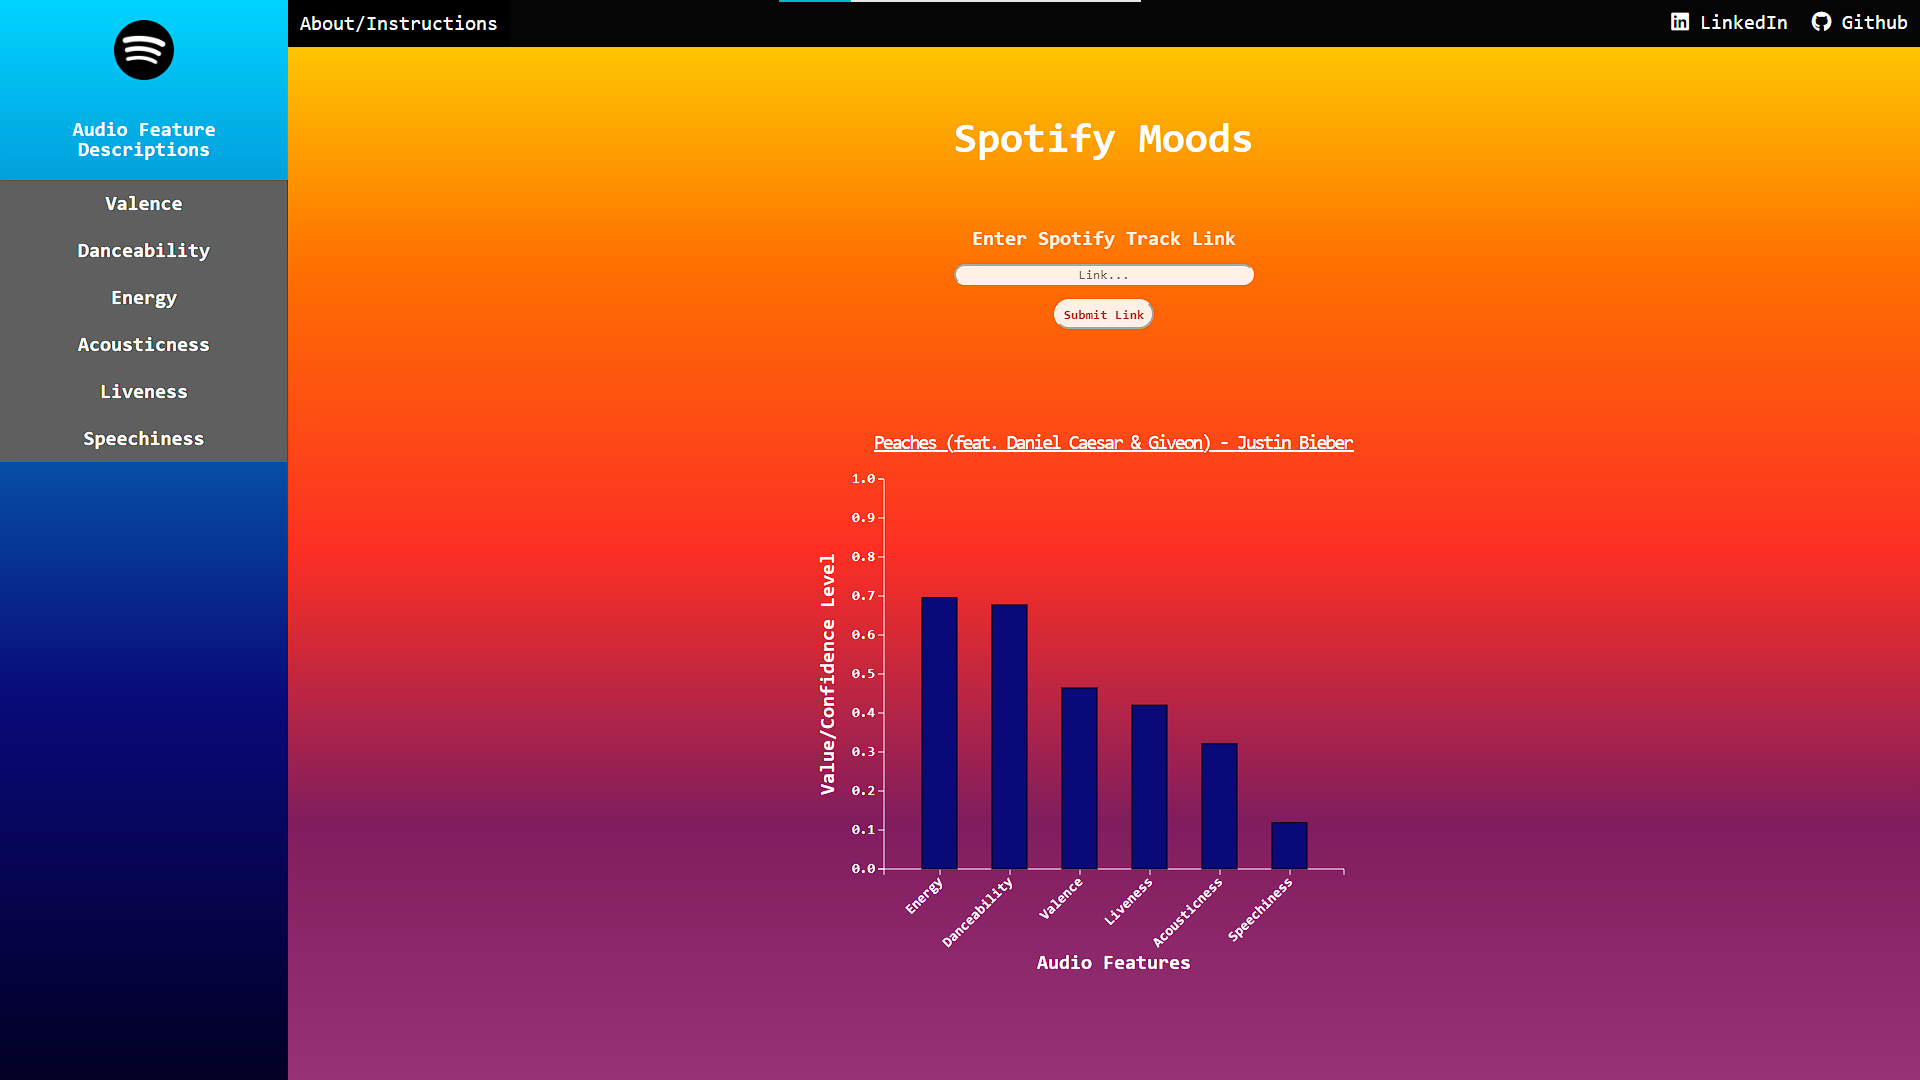 About/Instructions
LinkedIn
Github
Audio Feature
Descriptions
Valence
Danceability
Energy
Acousticness
Liveness
Speechiness
Spotify Moods
Enter Spotify Track Link
Link...
Submit Link
Peaches (feat. Daniel Caesar & Giveon) - Justin Bieber
Value/Confidence Level
1.0
0.9
0.8
0.7
0.6
0.5
0.4
0.3
0.2
0.1
0.0
Energy
Danceability
Valence
Liveness
Acousticness
Speechiness
Audio Features